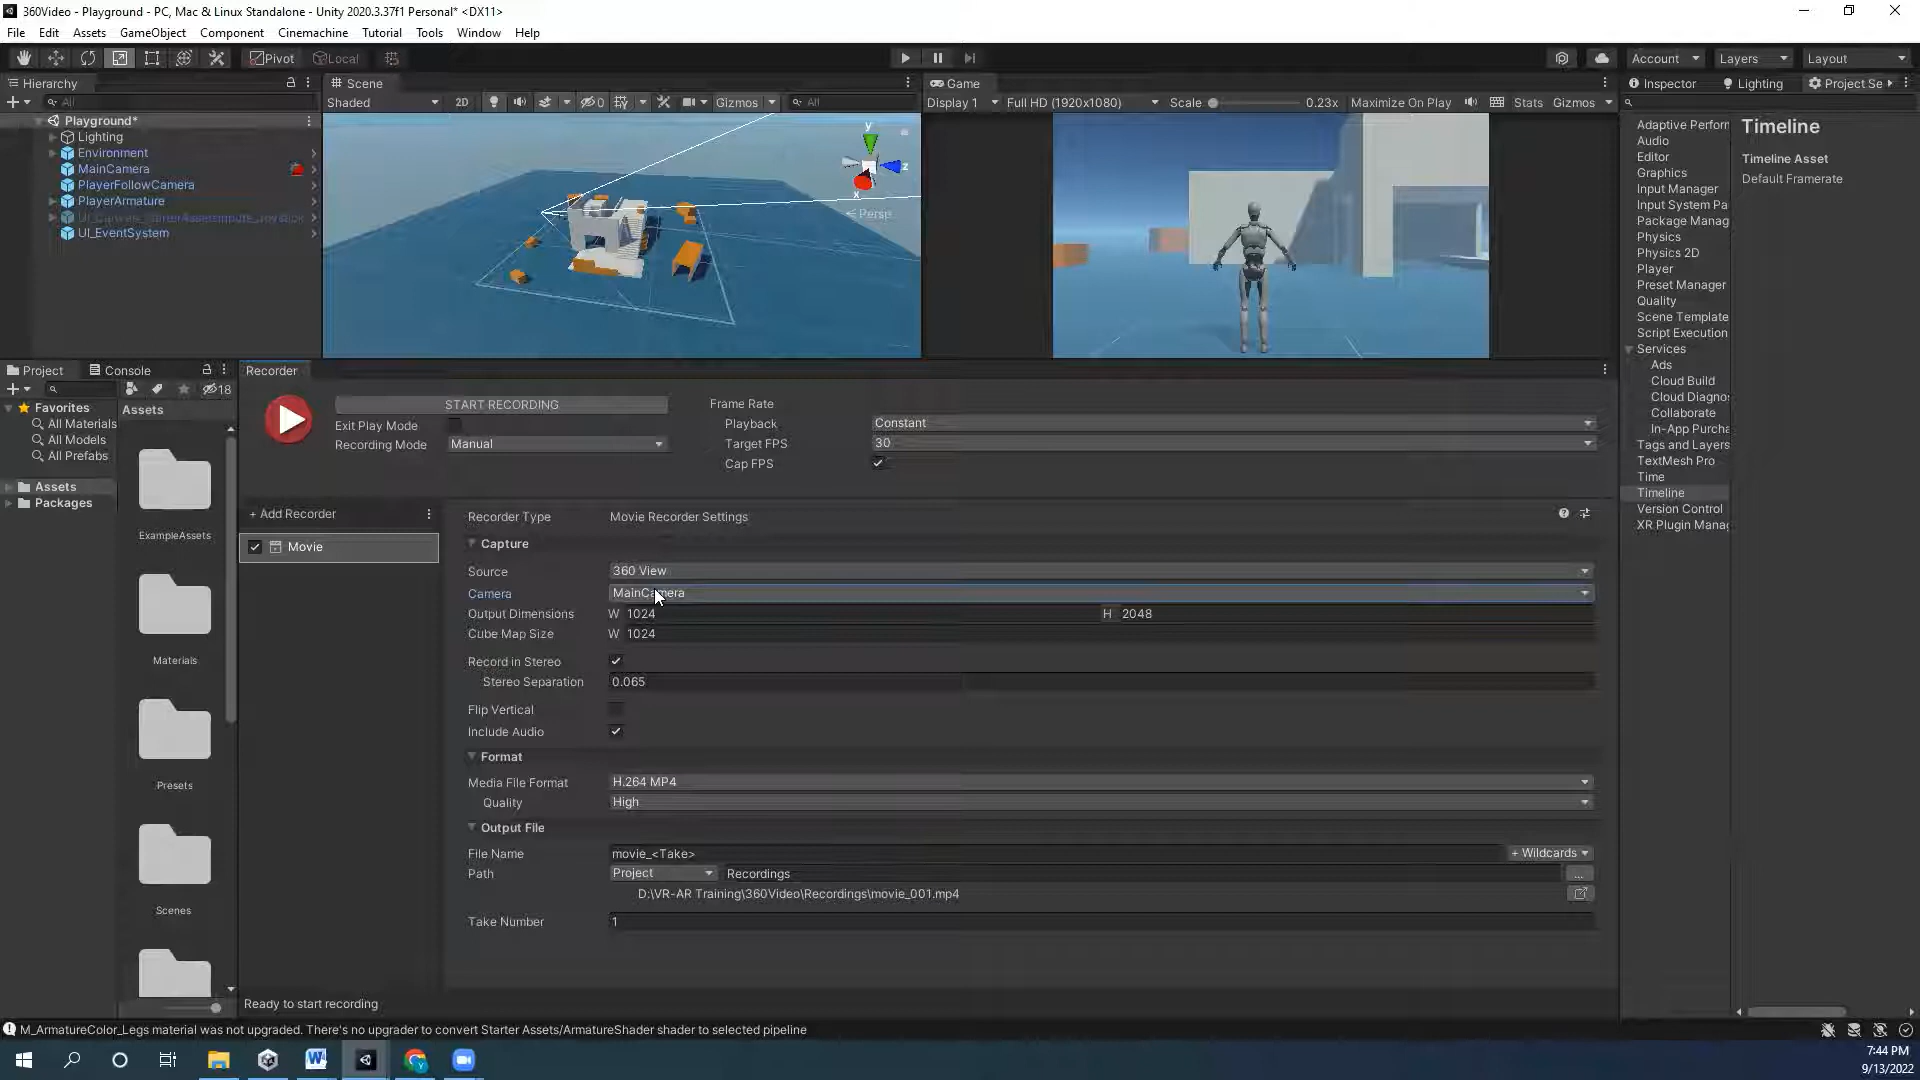 360Video - Playground - PC, Mac & Linux Standalone - Unity 2020.3.37f1 Personal* <DX11>
File Edit Assets GameObject Component Cinemachine Tutorial Tools Window Help
Pivot Local Account Layers Layout
Hierarchy
All
Playground*
Lighting
Environment
MainCamera
PlayerFollowCamera
PlayerArmature
UI_EventSystem
Scene
Shaded 2D 0 Gizmos All
y
z
x
Persp
Game
Display 1 Full HD (1920x1080) Scale 0.23x Maximize On Play Stats Gizmos
Inspector Lighting Project Se
Adaptive Perforn
Audio
Editor
Graphics
Input Manager
Input System Pa
Package Manag
Physics
Physics 2D
Player
Preset Manager
Quality
Scene Template
Script Execution
Services
Ads
Cloud Build
Cloud Diagno
Collaborate
In-App Purcha
Tags and Layers
TextMesh Pro
Time
Timeline
Version Control
XR Plugin Mana
Timeline
Timeline Asset
Default Framerate
Project Console
18
Favorites
All Materials
All Models
All Prefabs
Assets
Packages
Assets
ExampleAssets
Materials
Presets
Scenes
Recorder
START RECORDING
Exit Play Mode
Recording Mode Manual
Frame Rate
Playback Constant
Target FPS 30
Cap FPS
+ Add Recorder
Movie
Recorder Type Movie Recorder Settings
Capture
Source 360 View
Camera MainCamera
Output Dimensions W 1024 H 2048
Cube Map Size W 1024
Record in Stereo
Stereo Separation 0.065
Flip Vertical
Include Audio
Format
Media File Format H.264 MP4
Quality High
Output File
File Name movie_<Take> + Wildcards
Path Project Recordings ...
D:\VR-AR Training\360Video\Recordings\movie_001.mp4
Take Number 1
Ready to start recording
M_ArmatureColor_Legs material was not upgraded. There's no upgrader to convert Starter Assets/ArmatureShader shader to selected pipeline
7:44 PM
9/13/2022